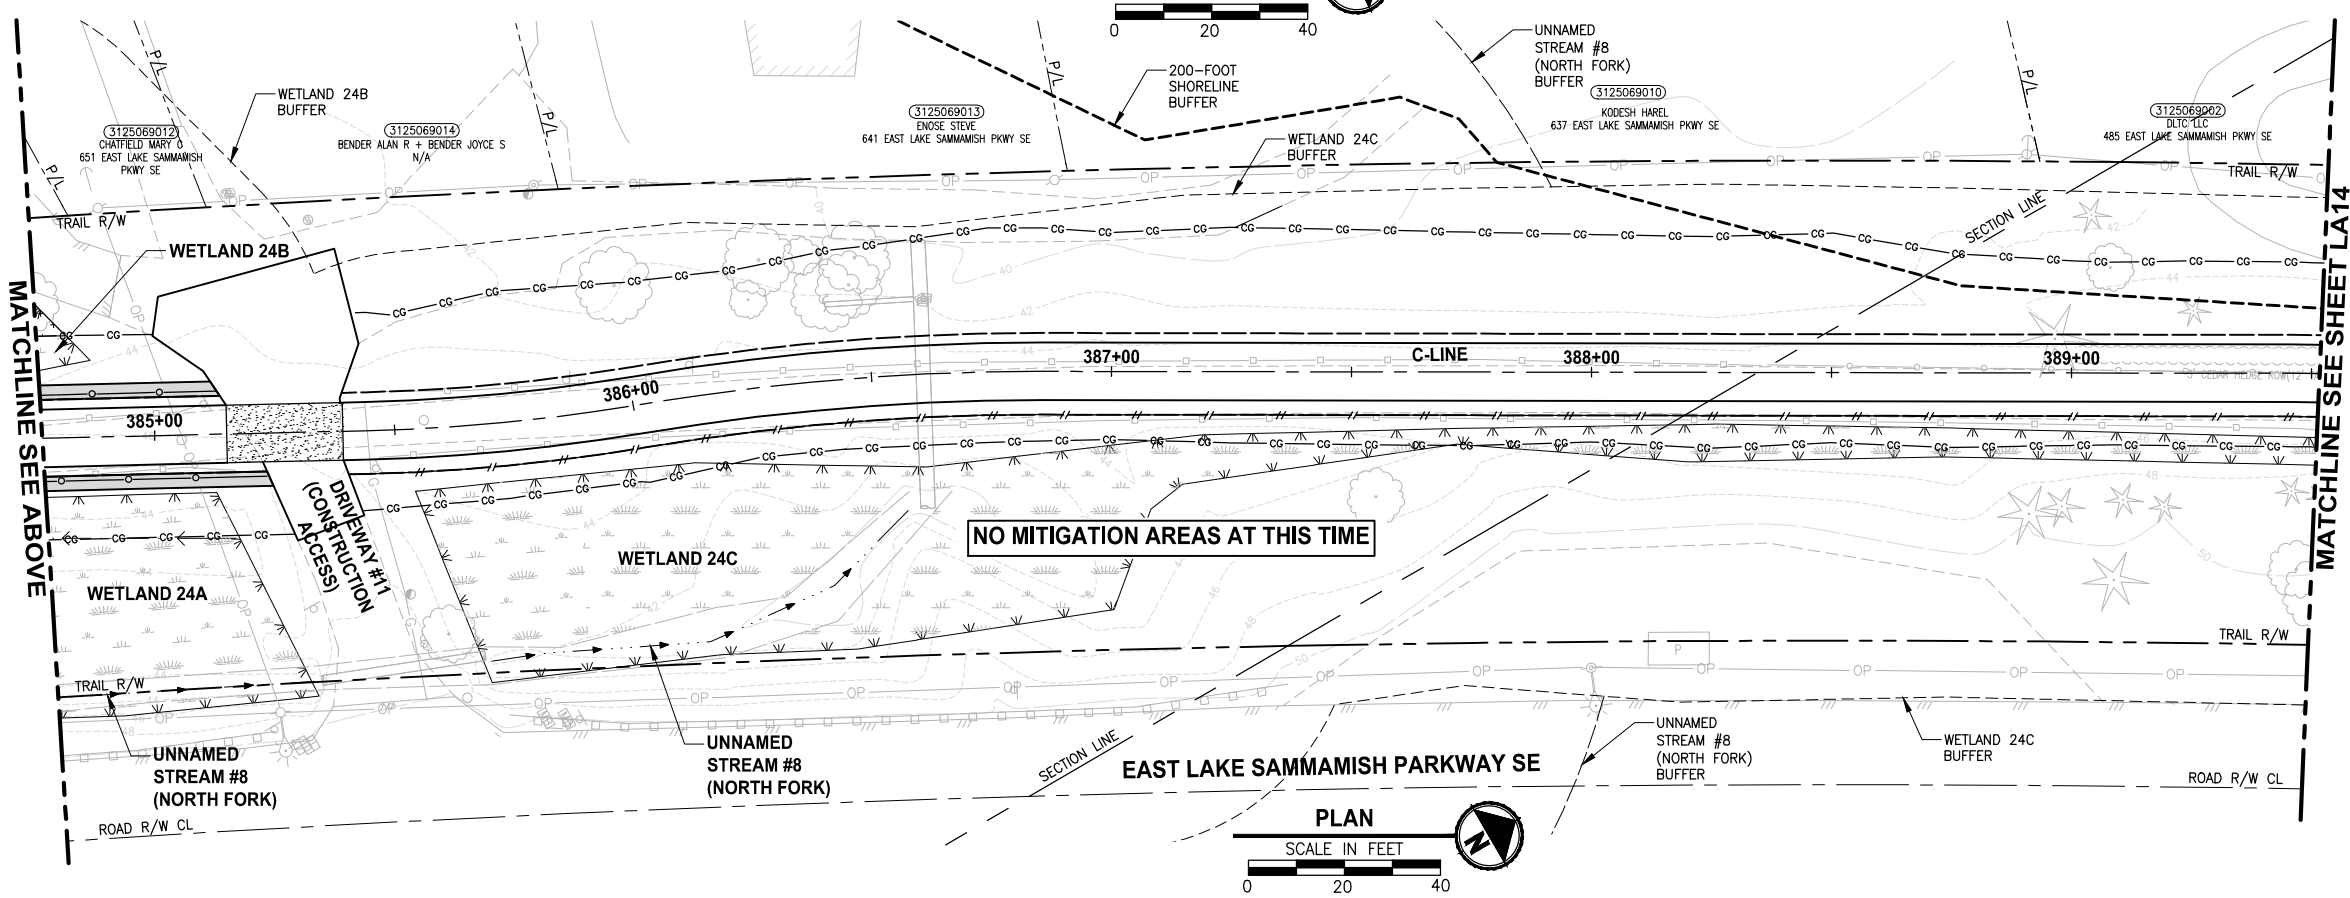 0 20 40
P/L
P/L
P/L
P/L
P/L
WETLAND 24B
BUFFER
200-FOOT
SHORELINE
BUFFER
UNNAMED
STREAM #8
(NORTH FORK)
BUFFER
3125069012
CHATFIELD MARY C
651 EAST LAKE SAMMAMISH
PKWY SE
3125069014
BENDER ALAN R + BENDER JOYCE S
N/A
3125069013
ENOSE STEVE
641 EAST LAKE SAMMAMISH PKWY SE
3125069010
KODESH HAREL
637 EAST LAKE SAMMAMISH PKWY SE
3125069002
DLTC LLC
485 EAST LAKE SAMMAMISH PKWY SE
WETLAND 24C
BUFFER
TRAIL R/W
TRAIL R/W
WETLAND 24B
SECTION LINE
MATCHLINE SEE ABOVE
MATCHLINE SEE SHEET LA14
385+00
386+00
387+00
C-LINE
388+00
389+00
CEDAR HEDGE ROW(12'
DRIVEWAY #11
(CONSTRUCTION
ACCESS)
NO MITIGATION AREAS AT THIS TIME
WETLAND 24A
WETLAND 24C
TRAIL R/W
TRAIL R/W
P
UNNAMED
STREAM #8
(NORTH FORK)
UNNAMED
STREAM #8
(NORTH FORK)
SECTION LINE
EAST LAKE SAMMAMISH PARKWAY SE
UNNAMED
STREAM #8
(NORTH FORK)
BUFFER
WETLAND 24C
BUFFER
ROAD R/W CL
ROAD R/W CL
PLAN
SCALE IN FEET
N
0 20 40